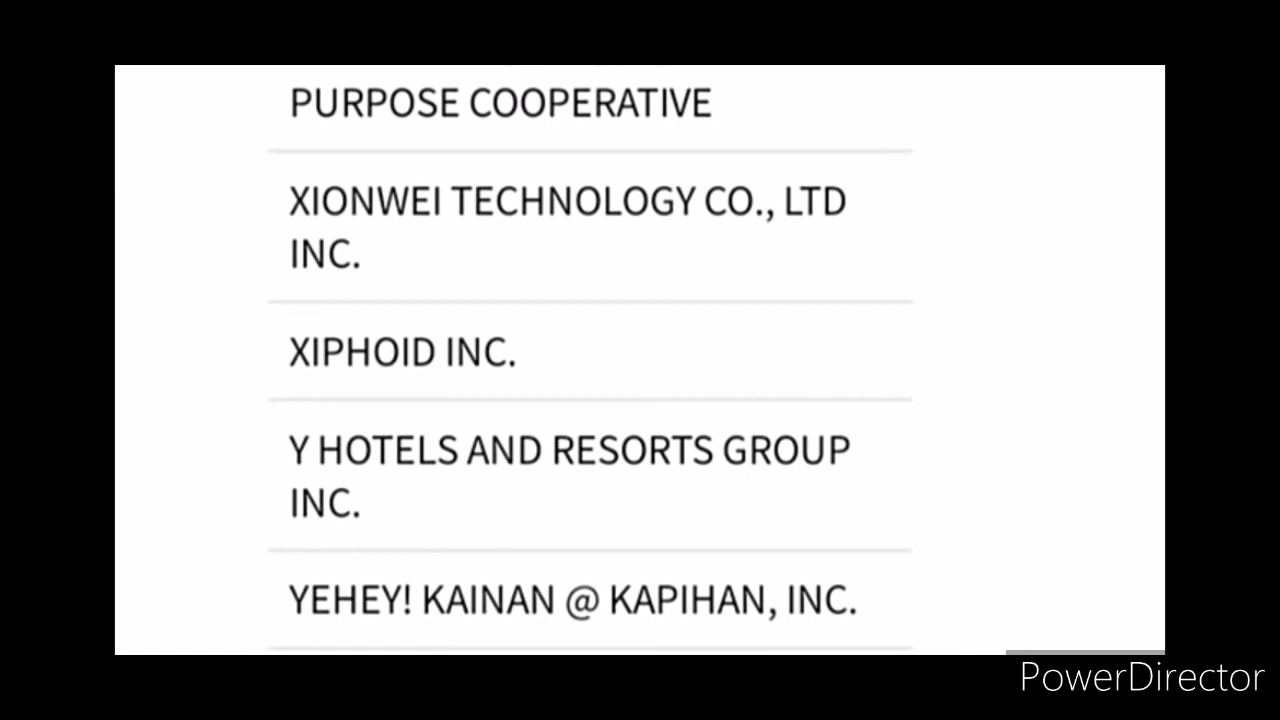 PURPOSE COOPERATIVE
XIONWEI TECHNOLOGY CO., LTD
INC.
XIPHOID INC.
Y HOTELS AND RESORTS GROUP
INC.
YEHEY! KAINAN @ KAPIHAN, INC.
PowerDirector